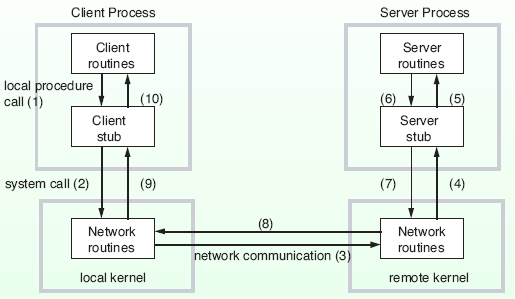 Client Process
Server Process
Client
routines
Server
routines
local procedure
call (1)
(10)
(6)
(5)
Client
stub
Server
stub
system call (2)
(9)
(7)
(4)
Network
routines
(8)
Network
routines
network communication (3)
local kernel
remote kernel